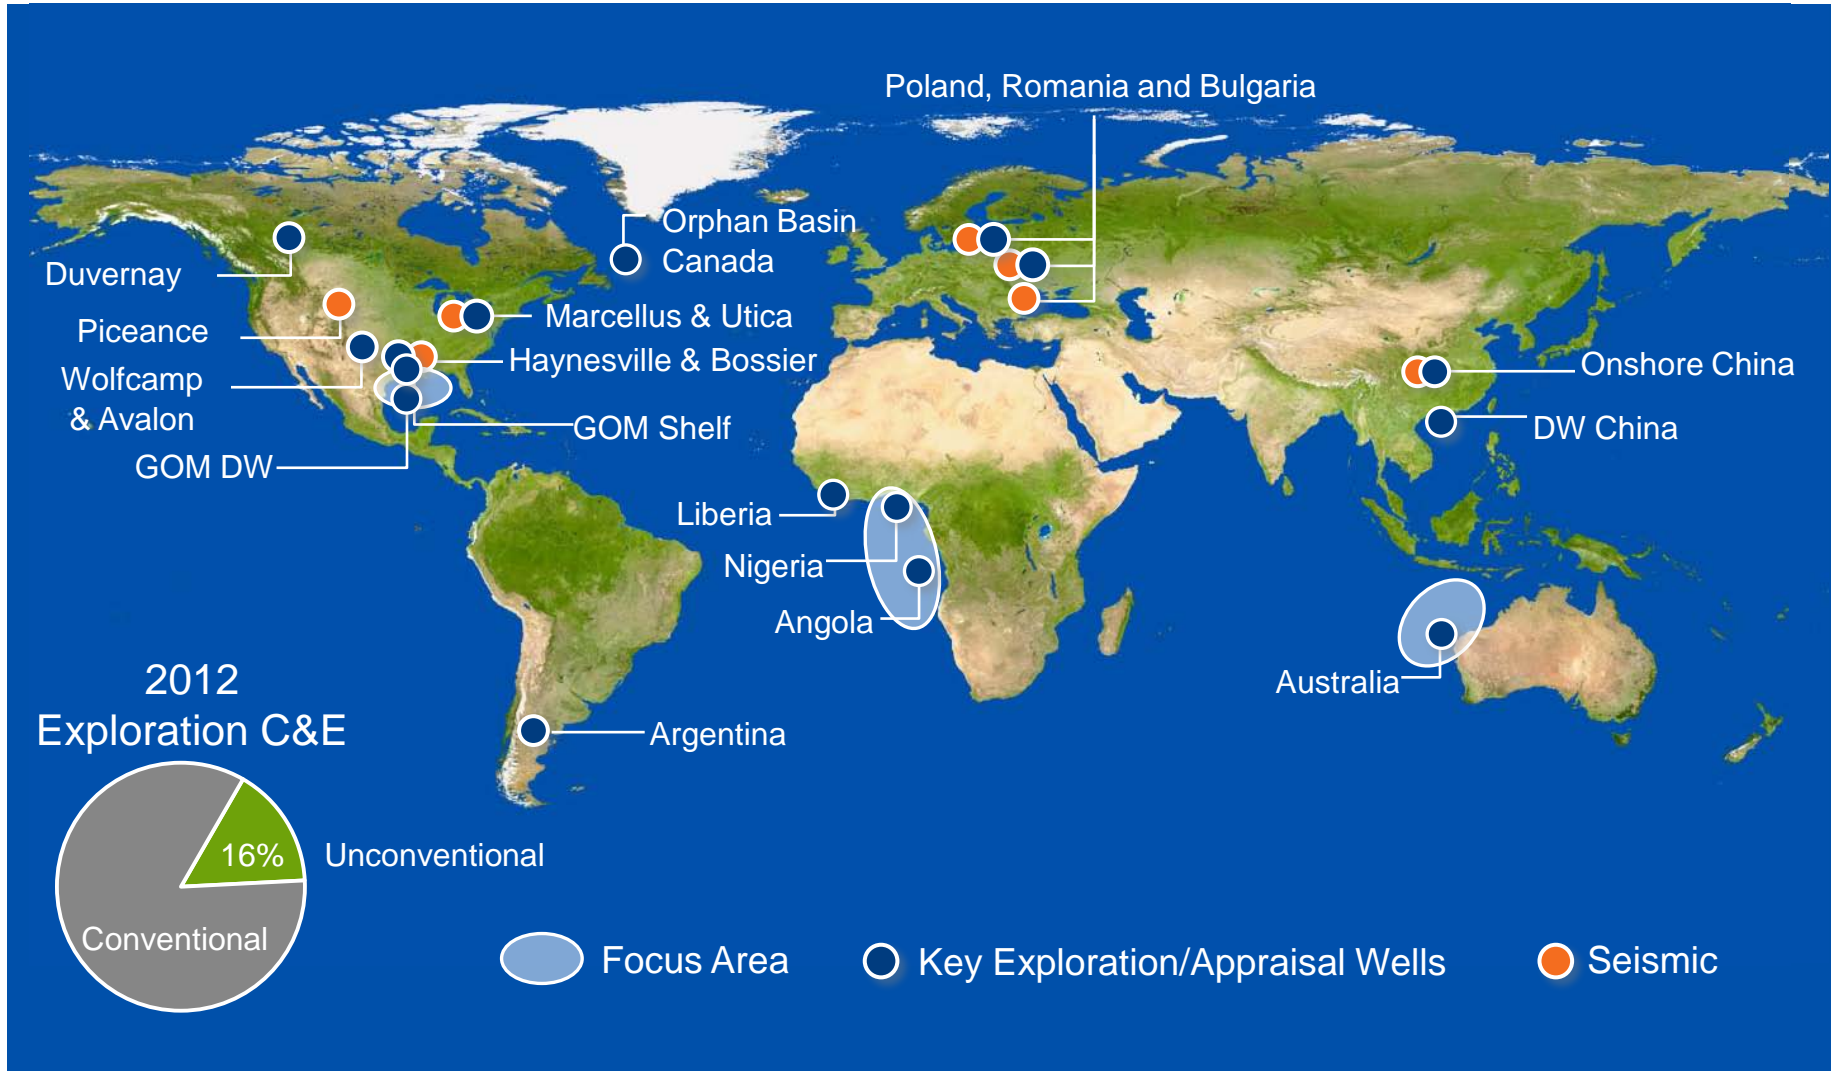 Poland, Romania and Bulgaria
Orphan Basin
Canada
Duvernay
Marcellus & Utica
Piceance
Haynesville & Bossier
Wolfcamp
& Avalon
Onshore China
GOM Shelf
DW China
GOM DW
Liberia
Nigeria
Angola
Australia
Argentina
2012
Exploration C&E
16%
Unconventional
Conventional
Focus Area
Key Exploration/Appraisal Wells
Seismic